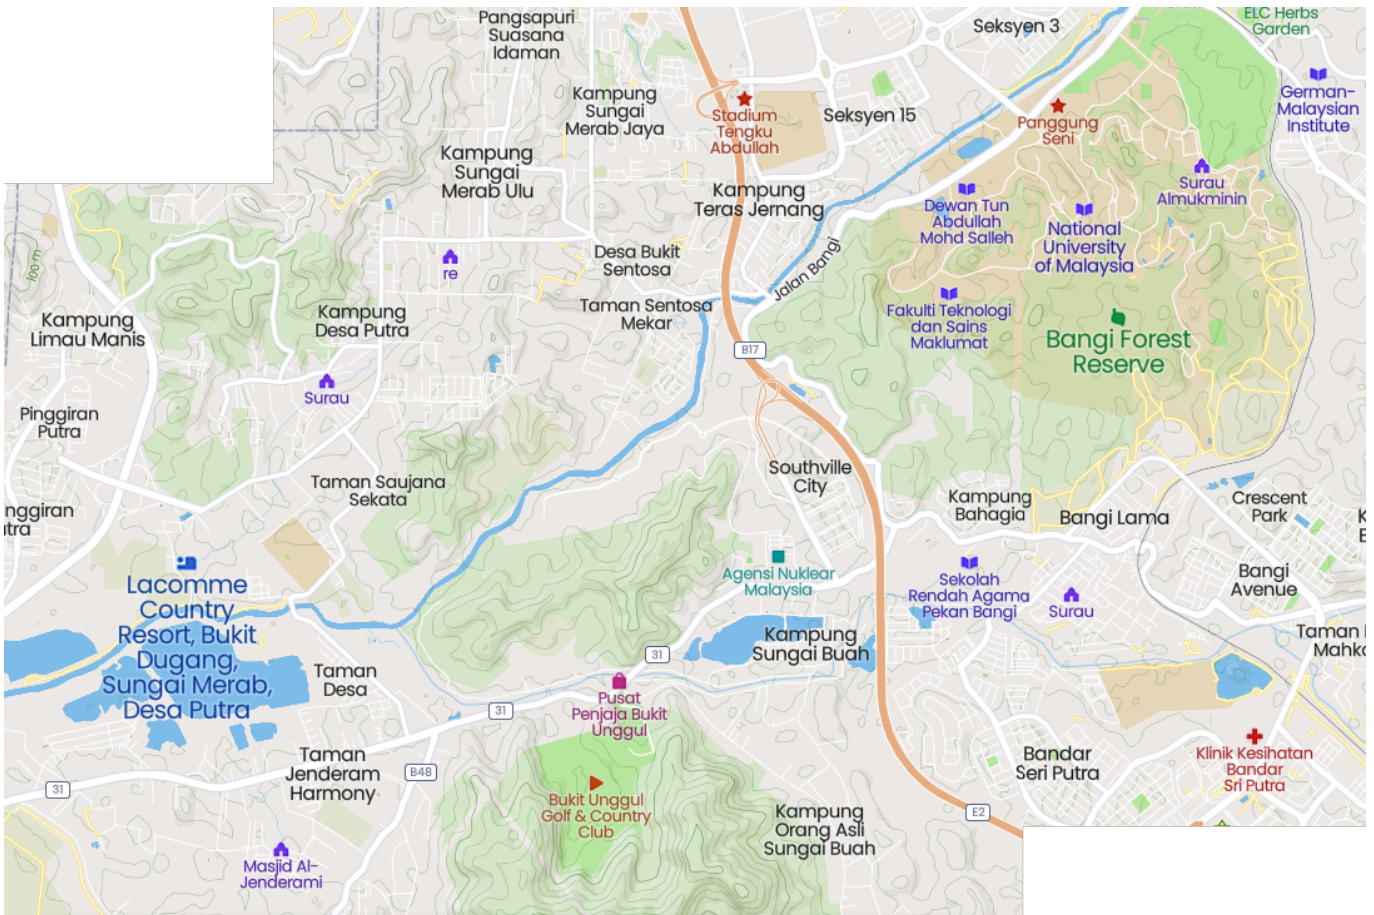 Pangsapuri
Suasana
Idaman
Seksyen 3
ELC Herbs
Garden
Kampung
Sungai
Merab Jaya
Stadium
Tengku
Abdullah
Seksyen 15
Panggung
Seni
German-
Malaysian
Institute
Kampung
Sungai
Merab Ulu
Kampung
Teras Jernang
Dewan Tun
Abdullah
Mohd Salleh
Surau
Almukminin
National
University
of Malaysia
100 m
re
Desa Bukit
Sentosa
Jalan Bangi
Taman Sentosa
Mekar
Kampung
Limau Manis
Kampung
Desa Putra
Fakulti Teknologi
dan Sains
Maklumat
Bangi Forest
Reserve
B17
Surau
Pinggiran
Putra
Southville
City
Taman Saujana
Sekata
Kampung
Bahagia
Bangi Lama
Crescent
Park
nggiran
utra
K
B
Agensi Nuklear
Malaysia
Sekolah
Rendah Agama
Pekan Bangi
Surau
Bangi
Avenue
Lacomme
Country
Resort, Bukit
Dugang,
Sungai Merab,
Desa Putra
Kampung
Sungai Buah
Taman
Mahko
31
Taman
Desa
Pusat
Penjaja Bukit
Unggul
31
Taman
Jenderam
Harmony
B48
31
Bandar
Seri Putra
Klinik Kesihatan
Bandar
Sri Putra
Bukit Unggul
Golf & Country
Club
Kampung
Orang Asli
Sungai Buah
E2
Masjid Al-
Jenderami